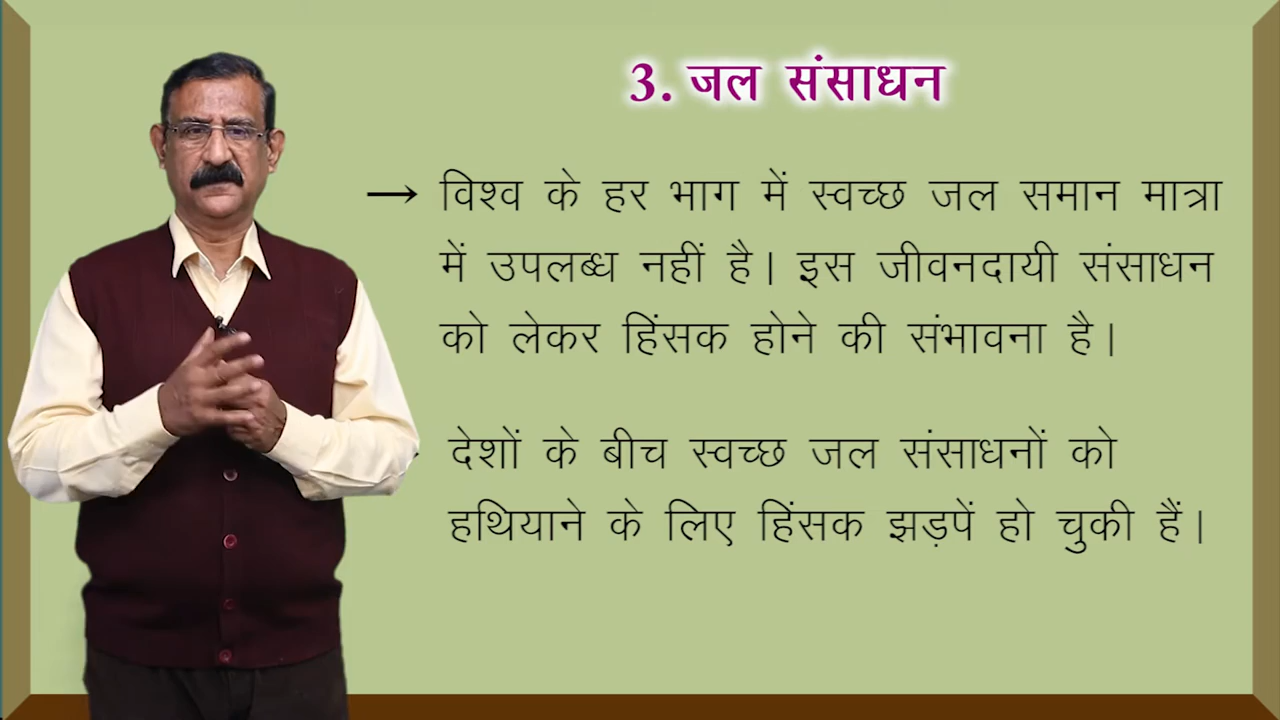 3. जल संसाधन
→ विश्व के हर भाग में स्वच्छ जल समान मात्रा
में उपलब्ध नहीं है। इस जीवनदायी संसाधन
को लेकर हिंसक होने की संभावना है।
देशों के बीच स्वच्छ जल संसाधनों को
हथियाने के लिए हिंसक झड़पें हो चुकी हैं।